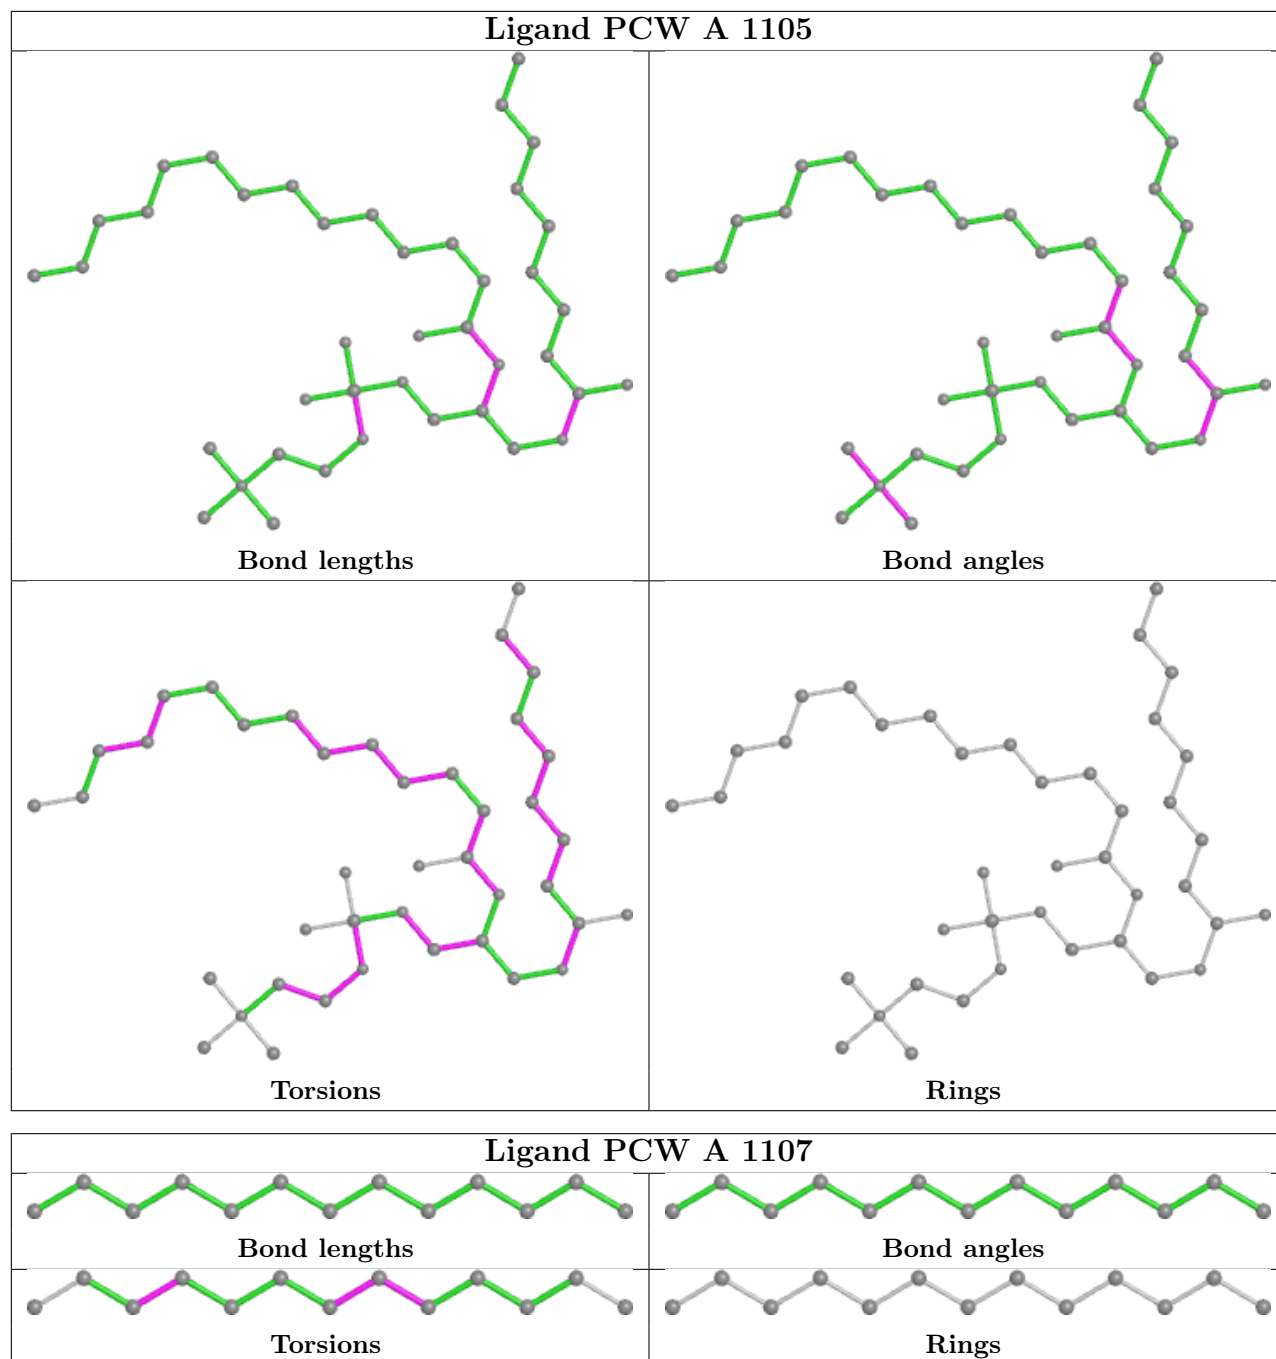 Ligand PCW A 1105
Bond lengths
Bond angles
Torsions
Rings
Ligand PCW A 1107
Bond lengths
Bond angles
Torsions
Rings